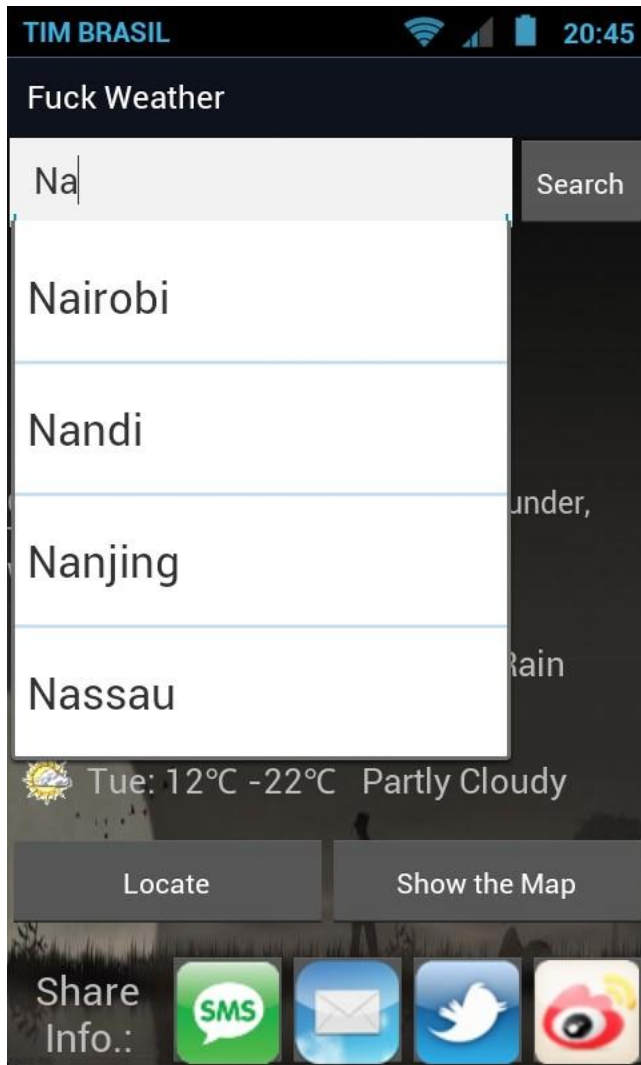 TIM BRASIL 20:45
Fuck Weather
Na
Search
Nairobi
Nandi
Nanjing
Nassau
under,
Rain
Tue: 12°C -22°C Partly Cloudy
Locate
Show the Map
Share
Info.:
SMS